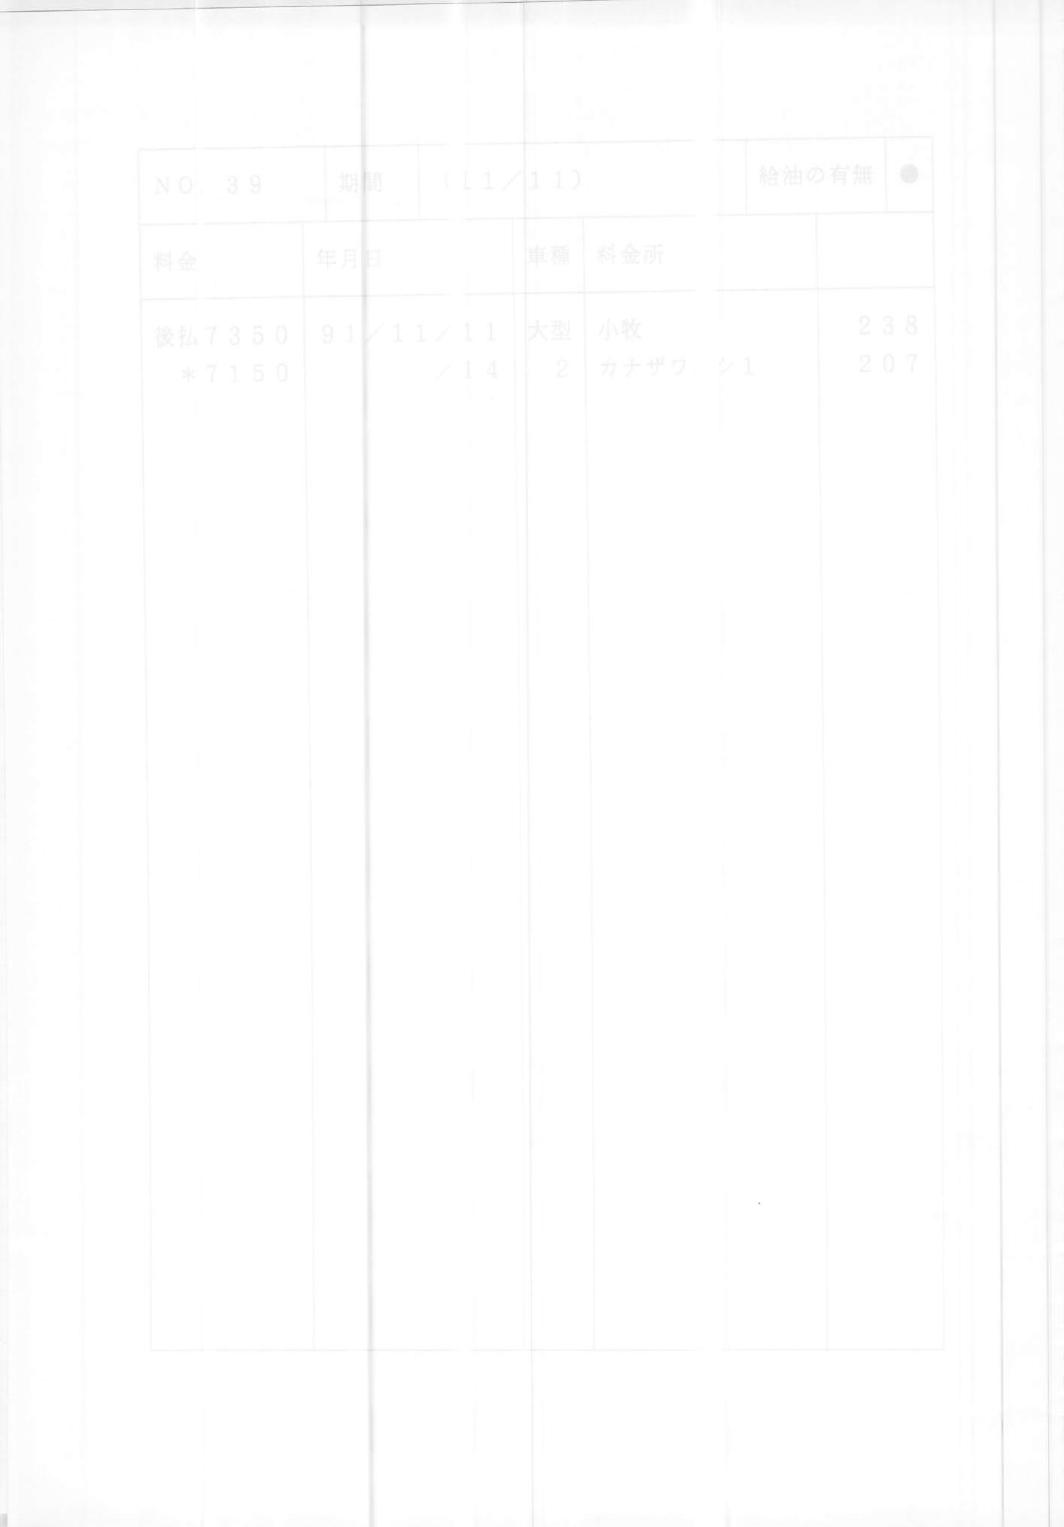 NO. 39 期間 (11/11) 給油の有無 ●
料金 年月日 車種 料金所
後払7350 91/11/11 大型 小牧 238
*7150 /14 2 カナザワ シ1 207